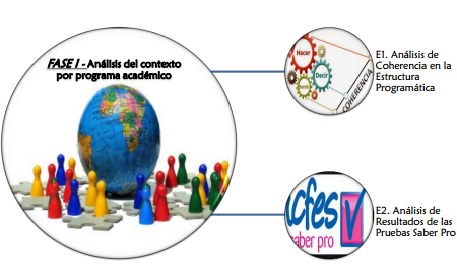 FASE I - Análisis del contexto
por programa académico
Hacer
Decir
COHERENCIA
E1. Análisis de
Coherencia en la
Estructura
Programática
icfes
saber pro
E2. Análisis de
Resultados de las
Pruebas Saber Pro